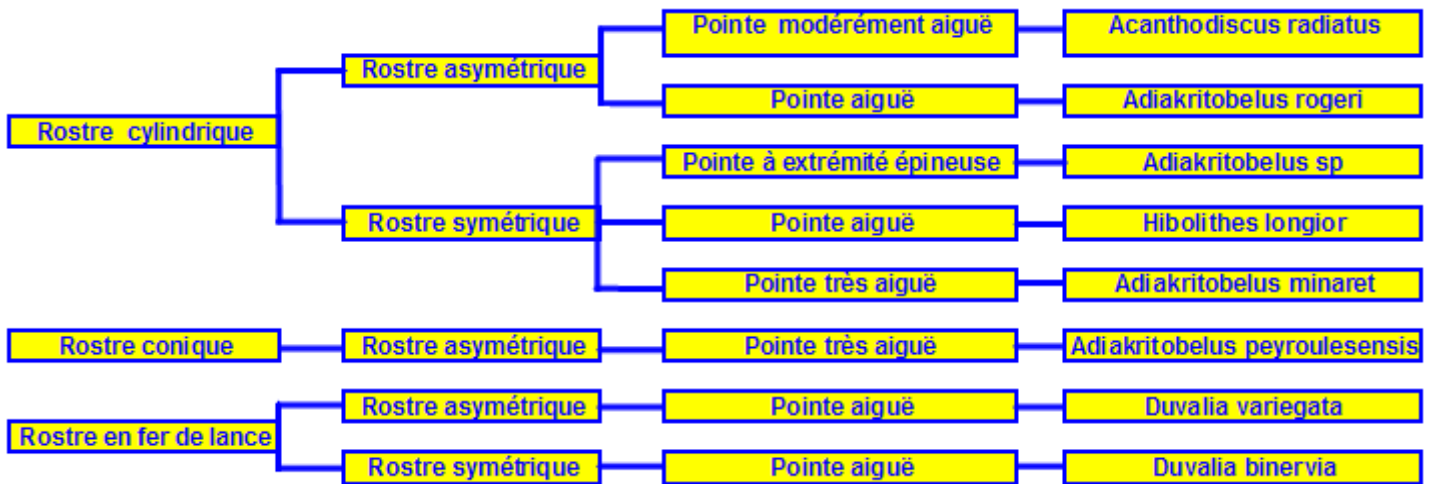 Pointe modérément aiguë Acanthodiscus radiatus
Rostre asymétrique
Pointe aiguë Adiakritobelus rogeri
Rostre cylindrique
Pointe à extrémité épineuse Adiakritobelus sp
Rostre symétrique Pointe aiguë Hibolithes longior
Pointe très aiguë Adiakritobelus minaret
Rostre conique Rostre asymétrique Pointe très aiguë Adiakritobelus peyroulesensis
Rostre asymétrique Pointe aiguë Duvalia variegata
Rostre en fer de lance
Rostre symétrique Pointe aiguë Duvalia binervia